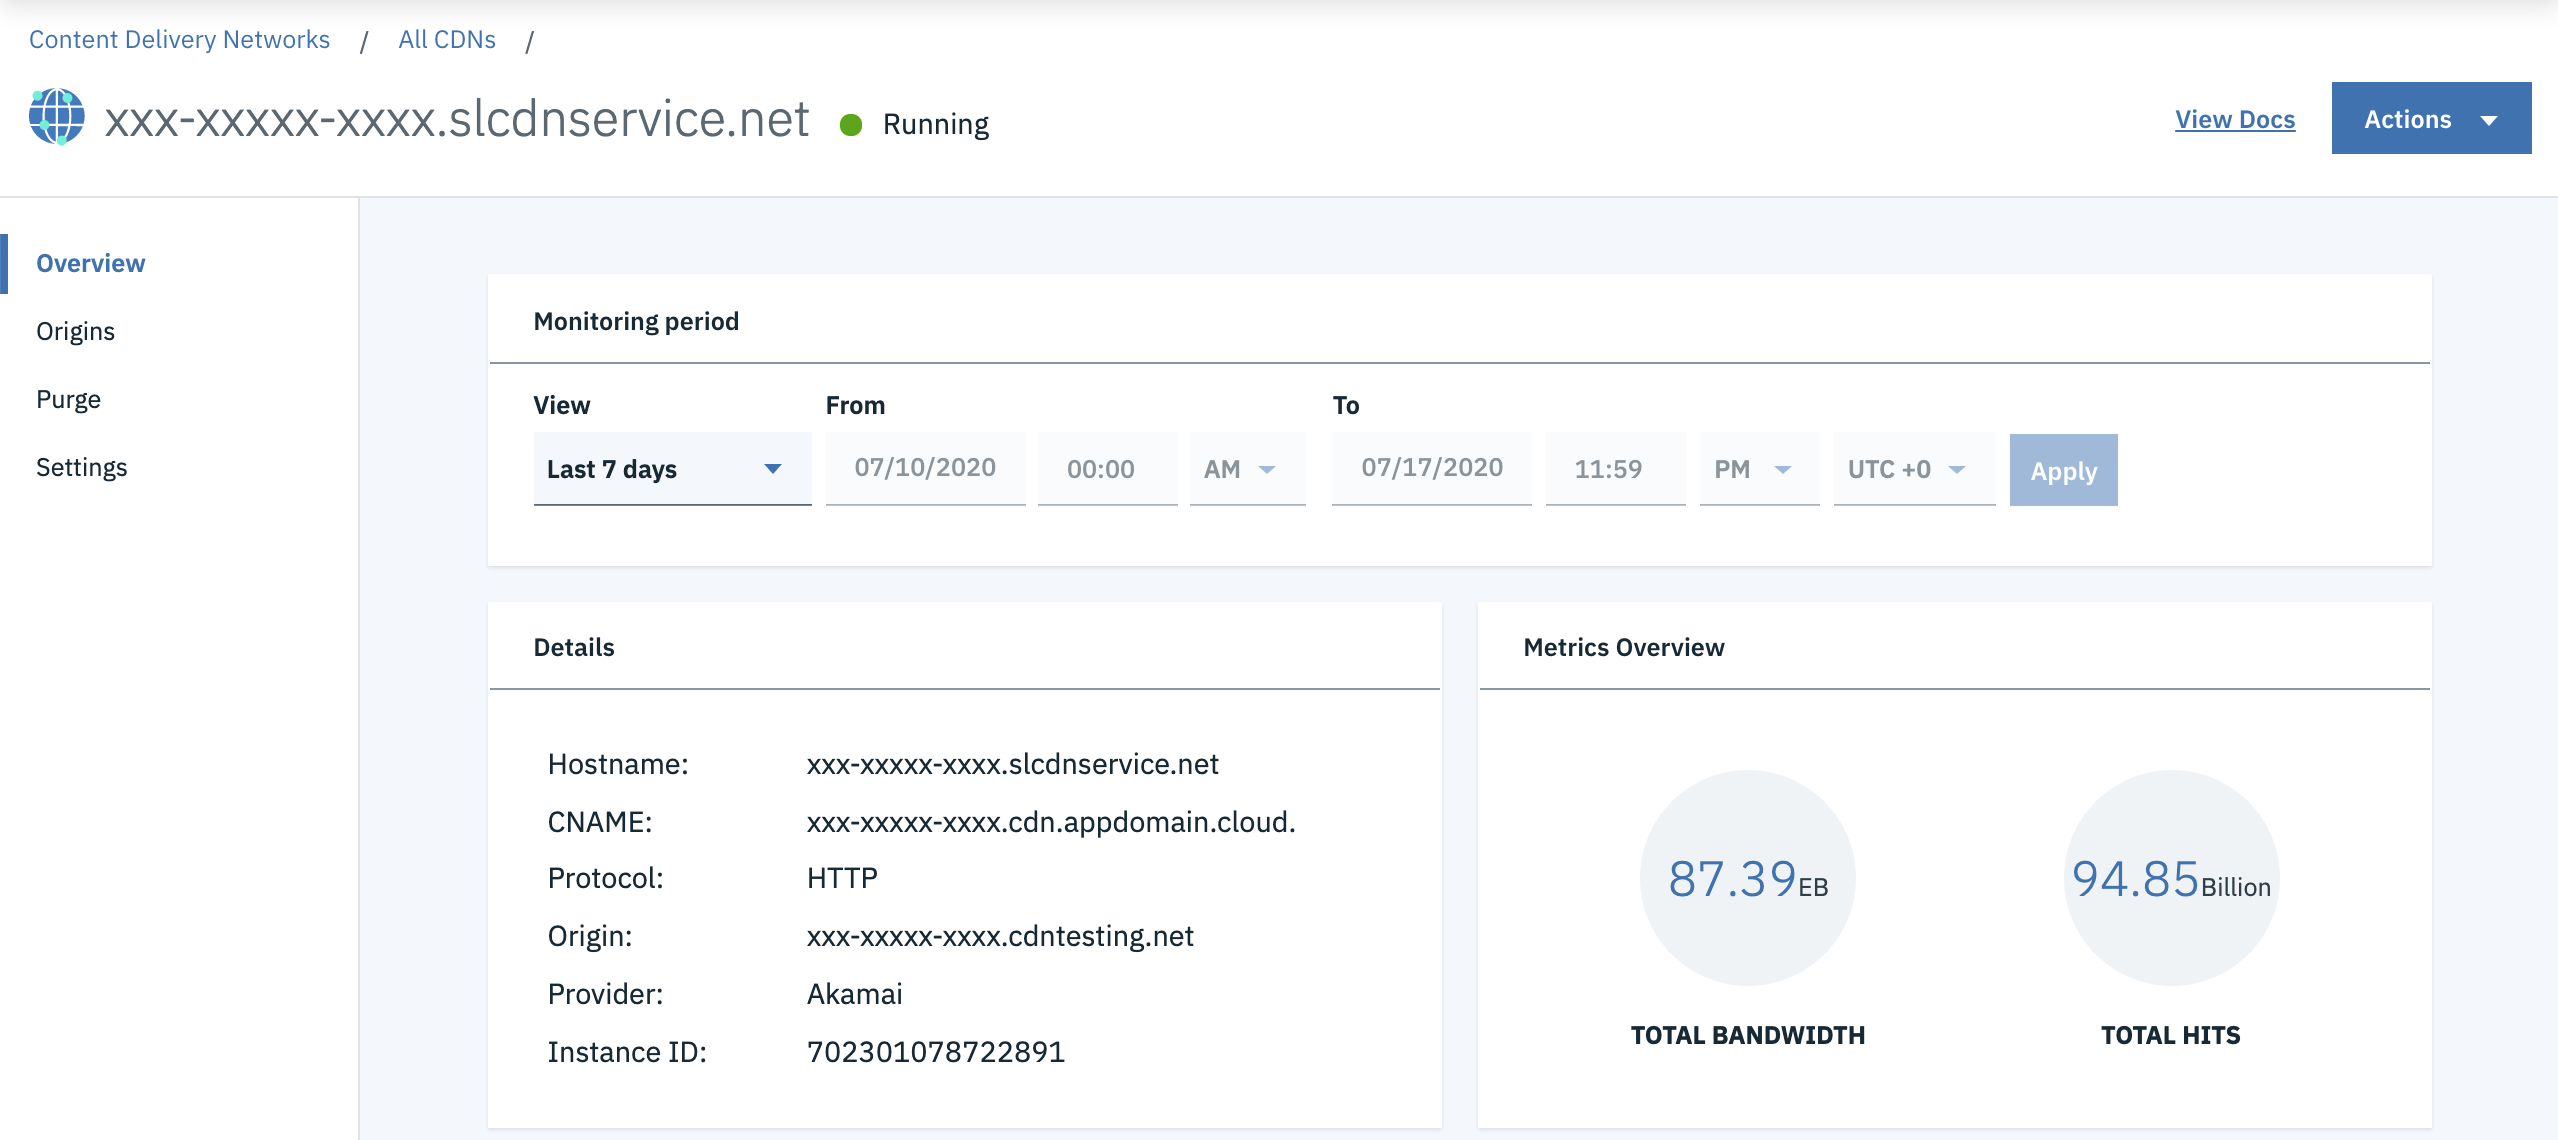 Content Delivery Networks / All CDNs /
xxx-xxxxx-xxxx.slcdnservice.net Running
View Docs
Actions
Overview
Origins
Purge
Settings
Monitoring period
View From To
Last 7 days 07/10/2020 00:00 AM 07/17/2020 11:59 PM UTC +0 Apply
Details
Hostname: xxx-xxxxx-xxxx.slcdnservice.net
CNAME: xxx-xxxxx-xxxx.cdn.appdomain.cloud.
Protocol: HTTP
Origin: xxx-xxxxx-xxxx.cdntesting.net
Provider: Akamai
Instance ID: 702301078722891
Metrics Overview
87.39EB 94.85Billion
TOTAL BANDWIDTH TOTAL HITS